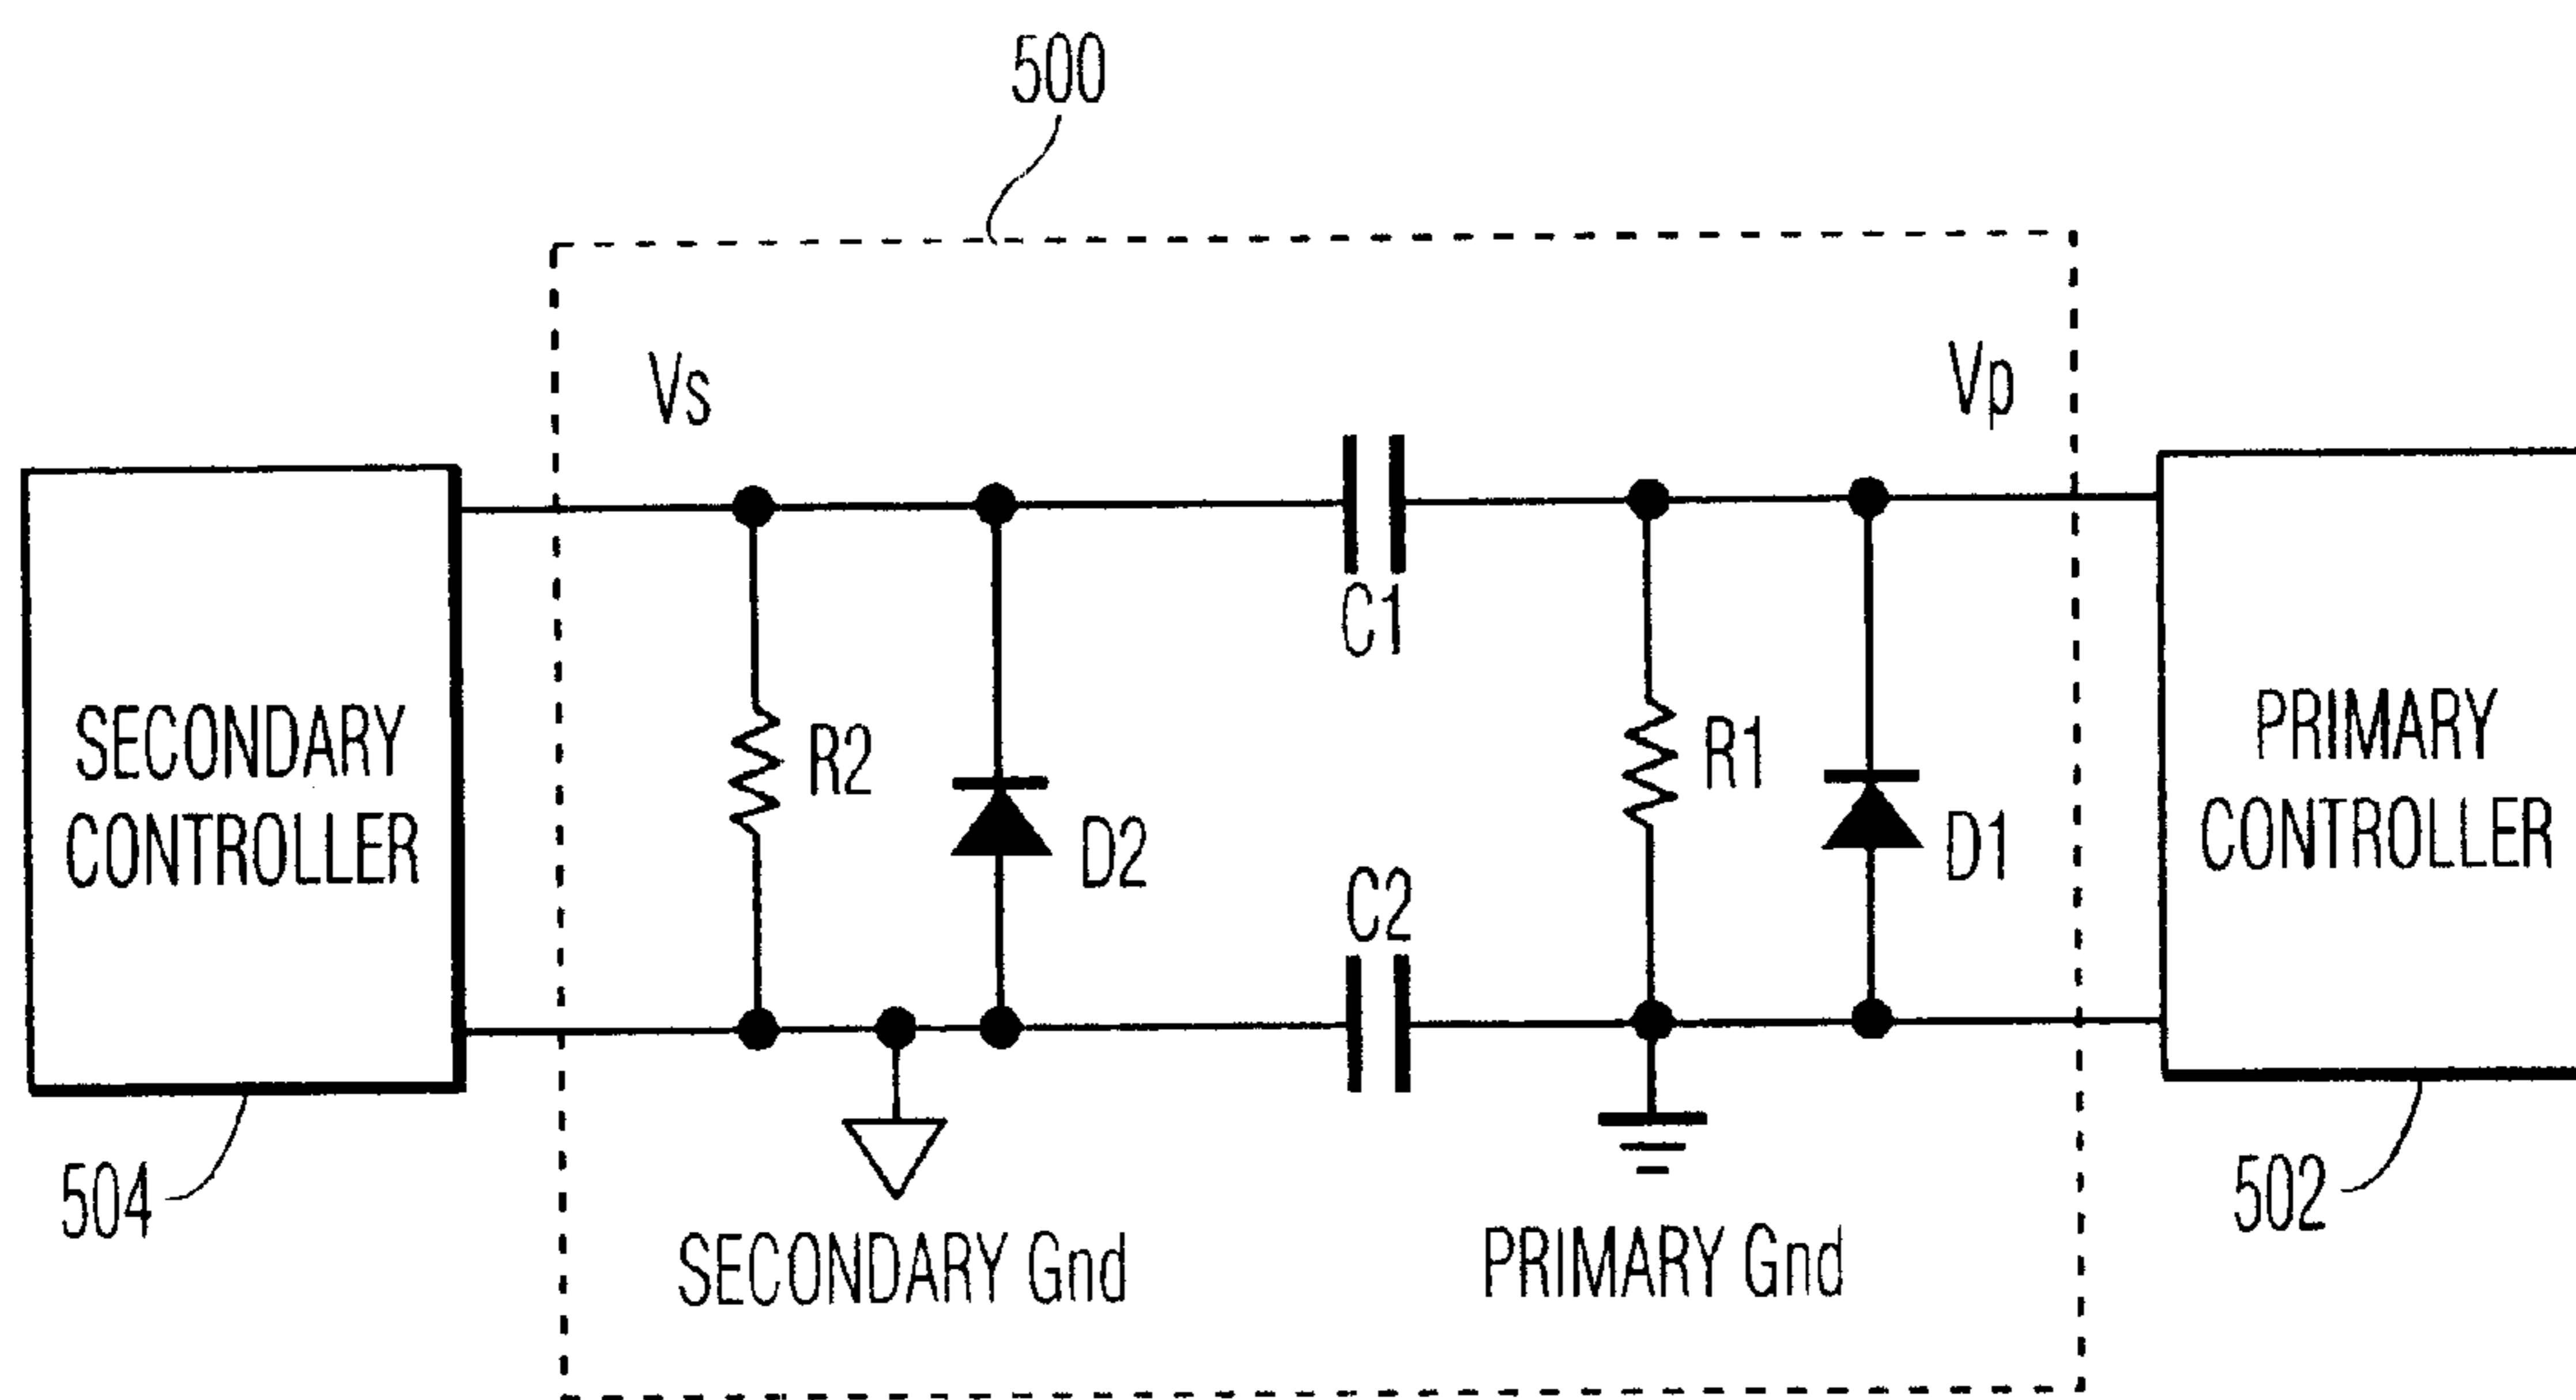 500
Vs
Vp
C1
SECONDARY
CONTROLLER
R2
D2
R1
D1
PRIMARY
CONTROLLER
C2
504
502
SECONDARY Gnd
PRIMARY Gnd